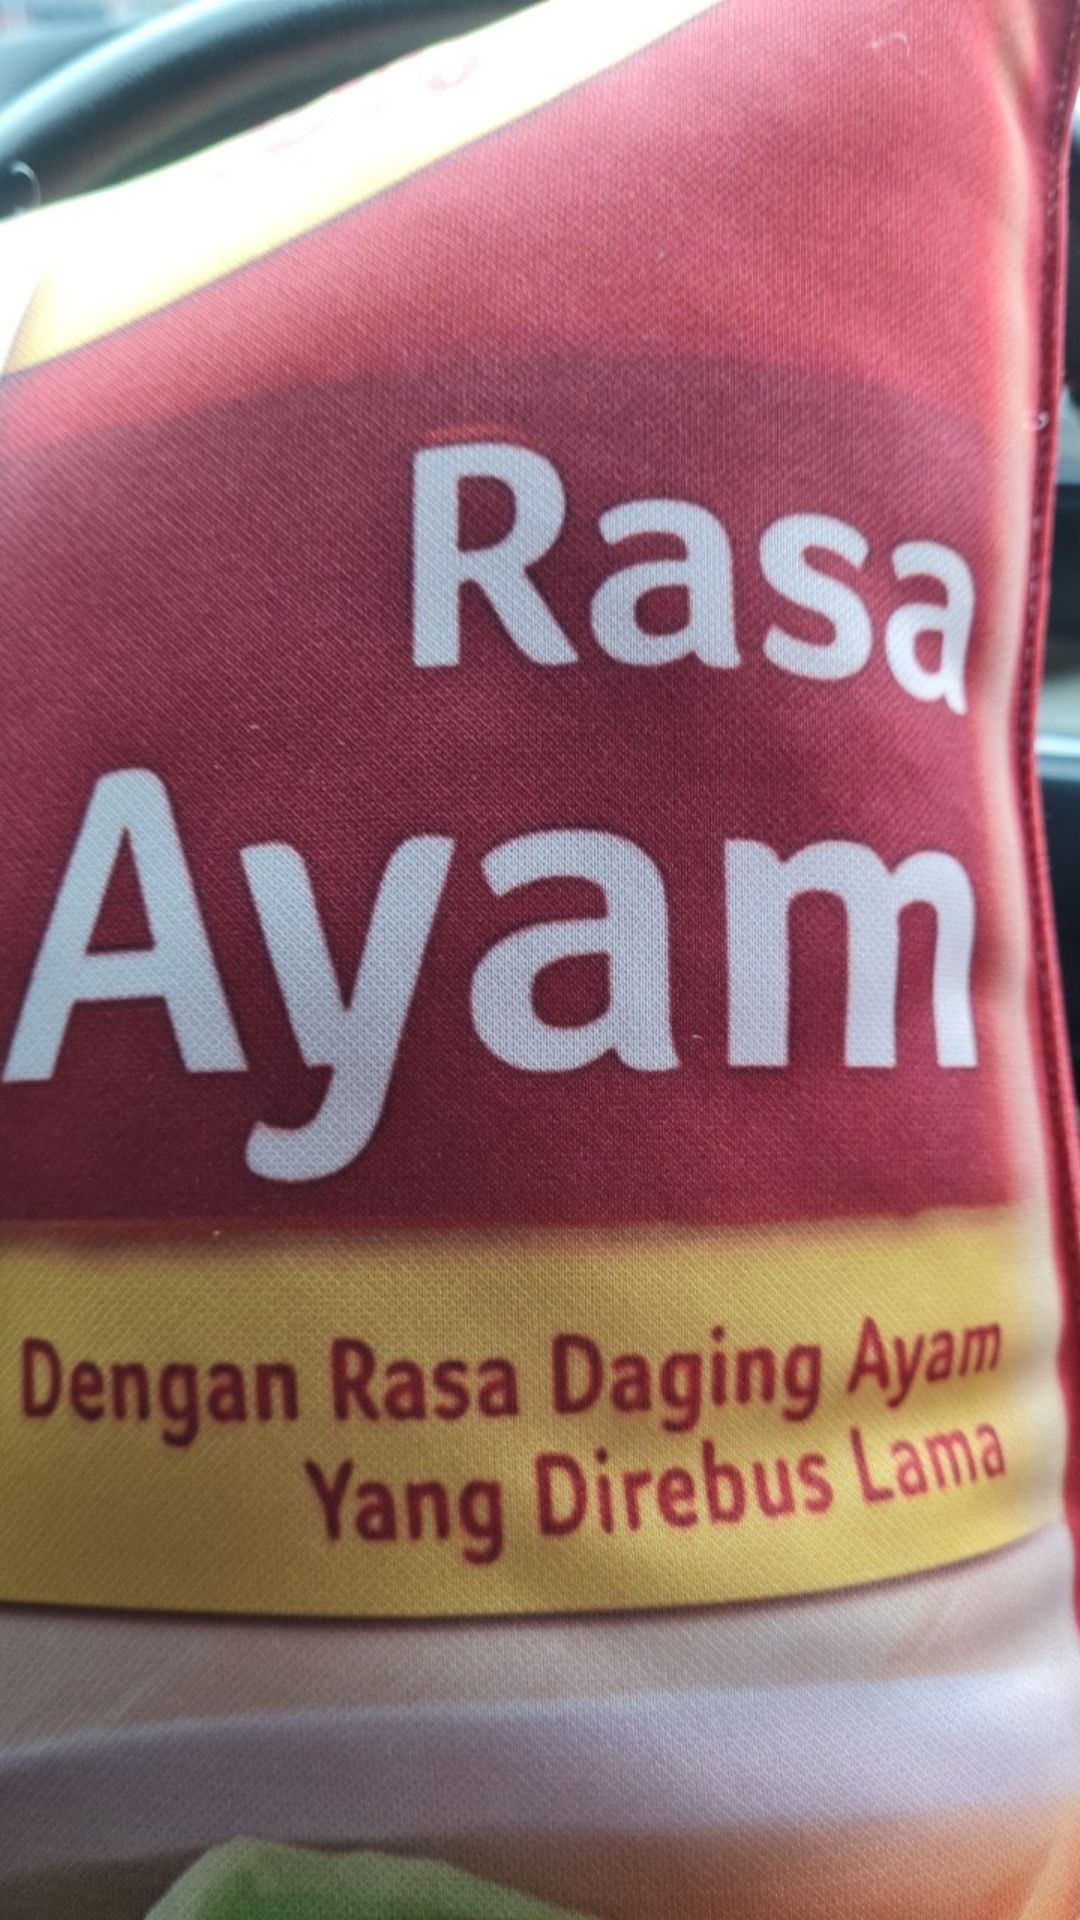 Rasa
Ayam
Dengan Rasa Daging Ayam
Yang Direbus Lama